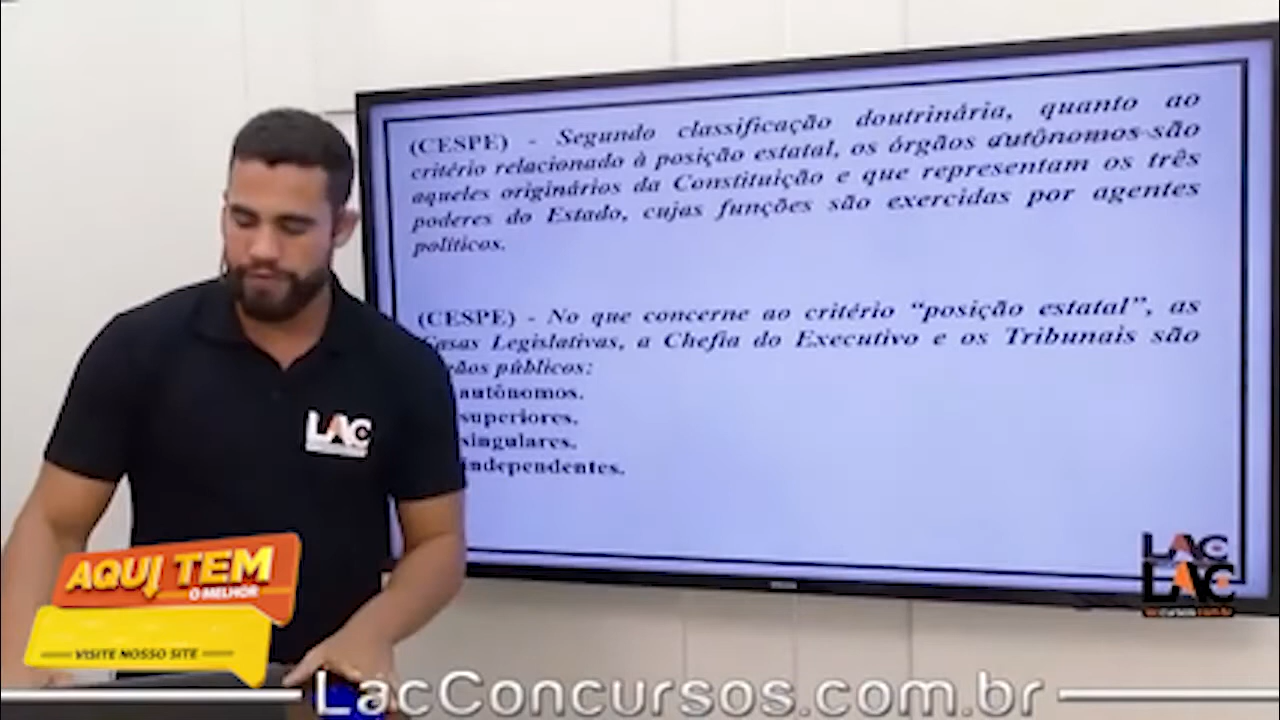 (CESPE) - Segundo classificação doutrinária, quanto ao
critério relacionado à posição estatal, os órgãos autônomos são
aqueles originários da Constituição e que representam os três
poderes do Estado, cujas funções são exercidas por agentes
políticos.
(CESPE) - No que concerne ao critério “posição estatal”, as
Legislativas, a Chefia do Executivo e os Tribunais são
públicos:
autônomos.
superiores.
singulares.
independentes.
LAC
AQUI TEM
O MELHOR
VISITE NOSSO SITE
LAC
LAC
LacConcursos.com.br